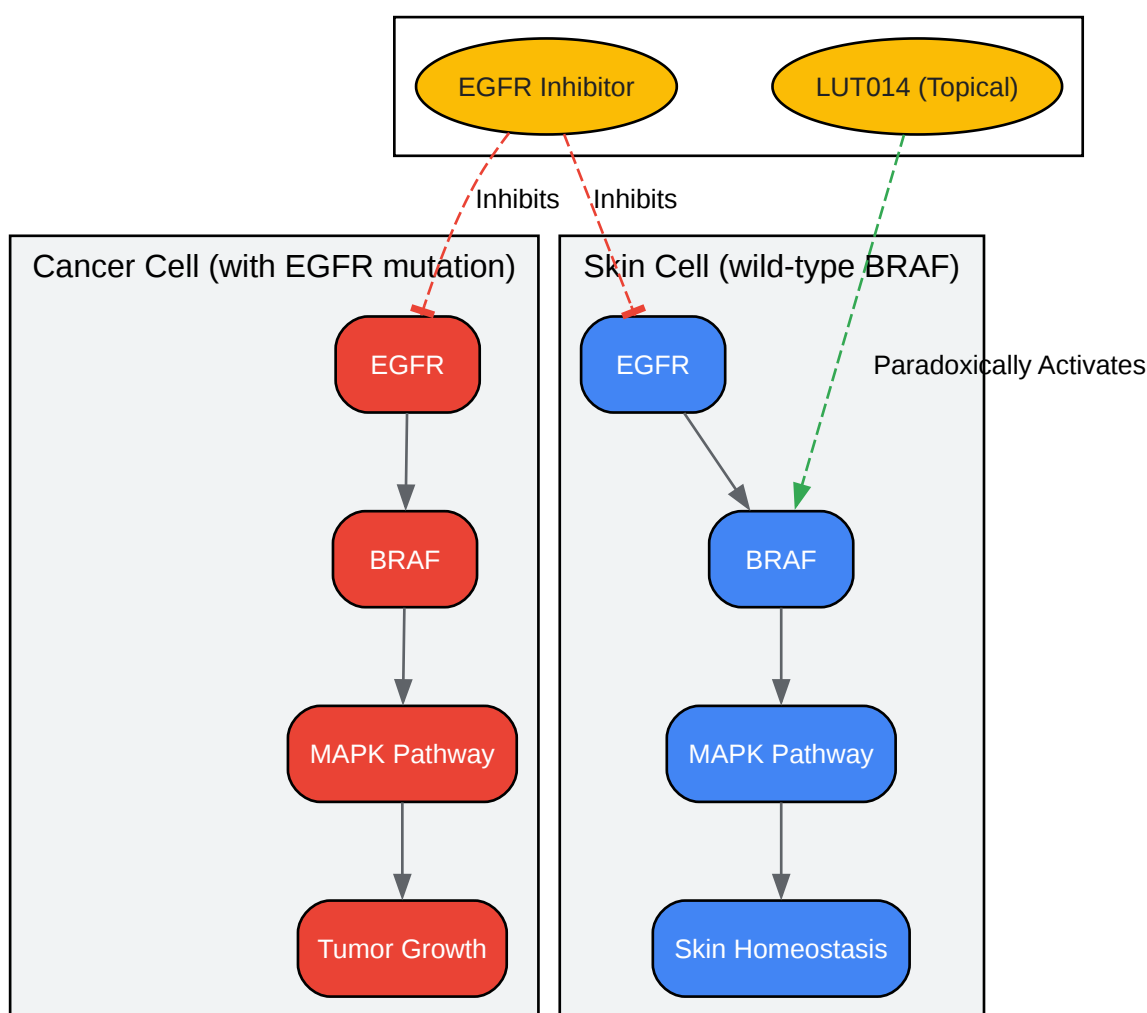 EGFR Inhibitor
LUT014 (Topical)
Inhibits
Inhibits
Cancer Cell (with EGFR mutation)
Skin Cell (wild-type BRAF)
EGFR
EGFR
Paradoxically Activates
BRAF
BRAF
MAPK Pathway
MAPK Pathway
Tumor Growth
Skin Homeostasis